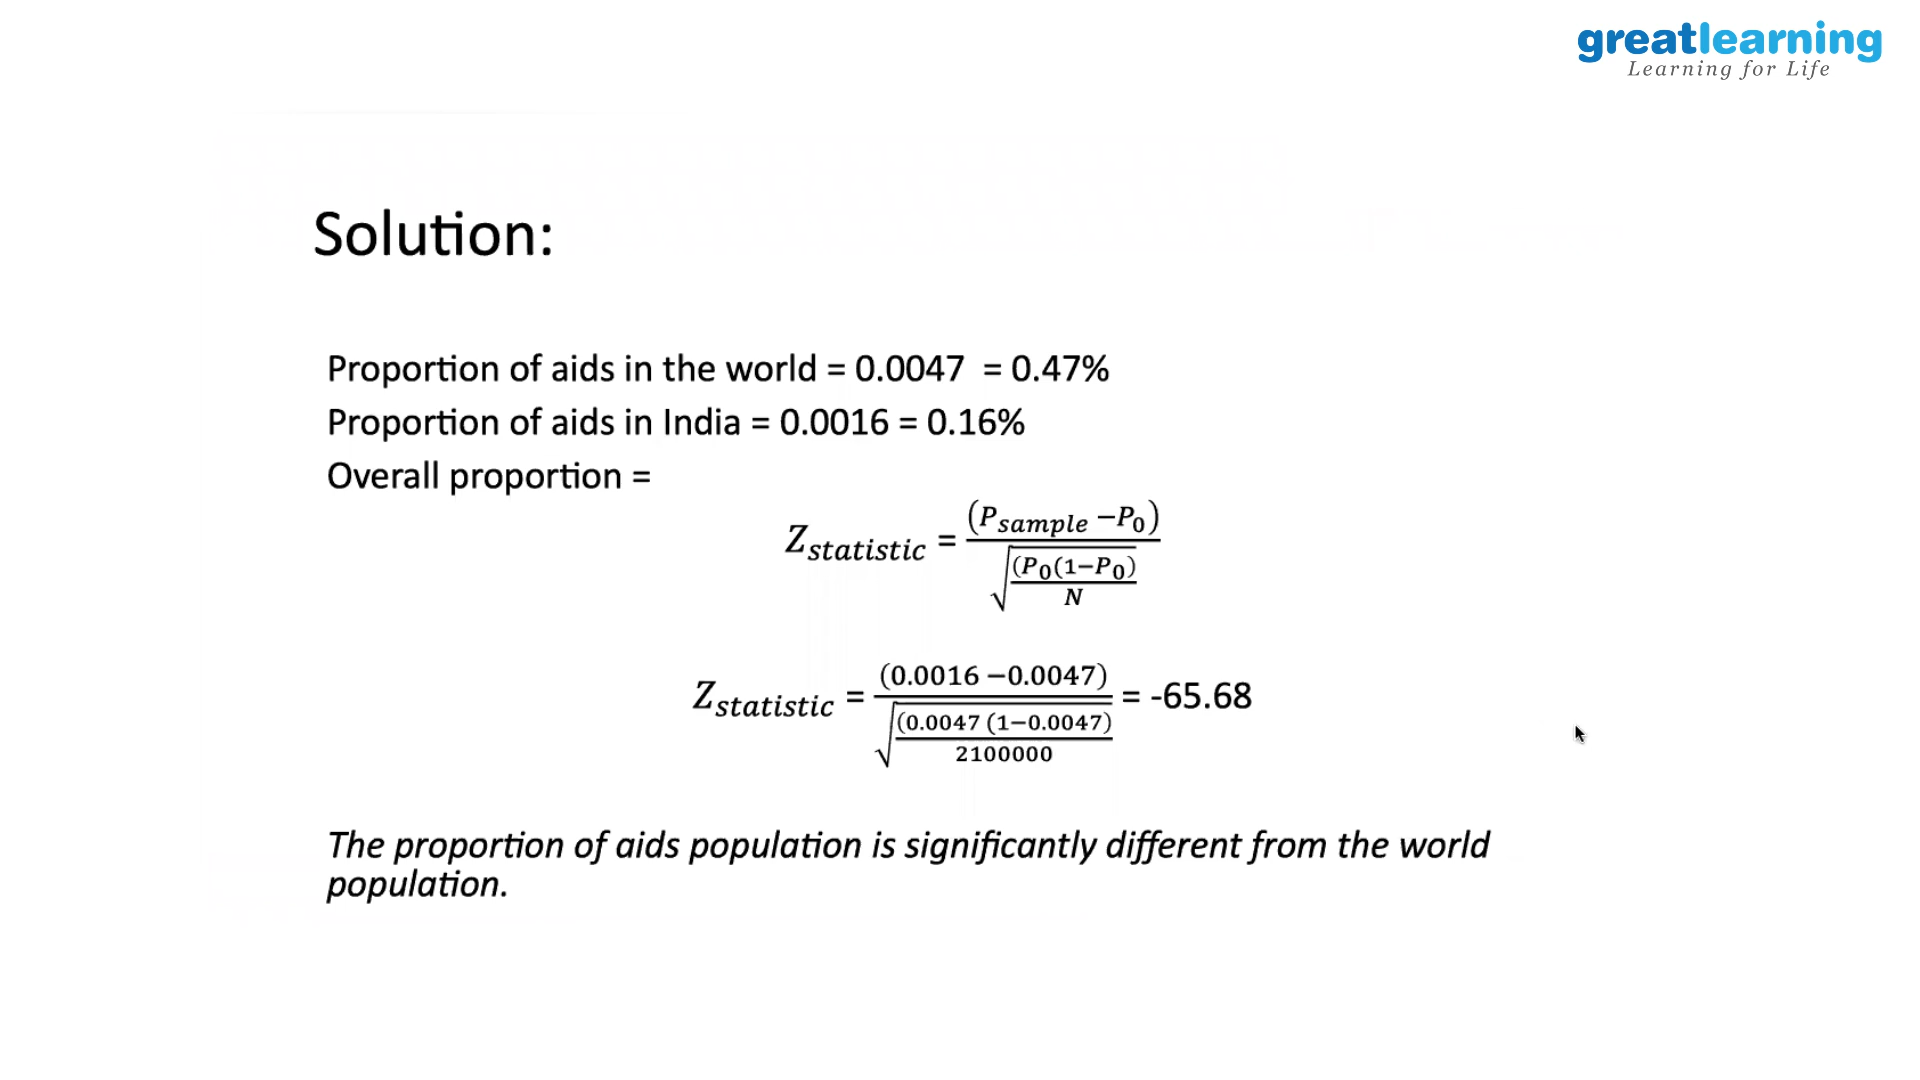 greatlearning
Learning for Life
Solution:
Proportion of aids in the world = 0.0047 = 0.47%
Proportion of aids in India = 0.0016 = 0.16%
Overall proportion =
Z_statistic = (P_sample −P_0) / √((P_0(1−P_0) / N)
Z_statistic = (0.0016 −0.0047) / √((0.0047 (1−0.0047) / 2100000) = -65.68
The proportion of aids population is significantly different from the world
population.